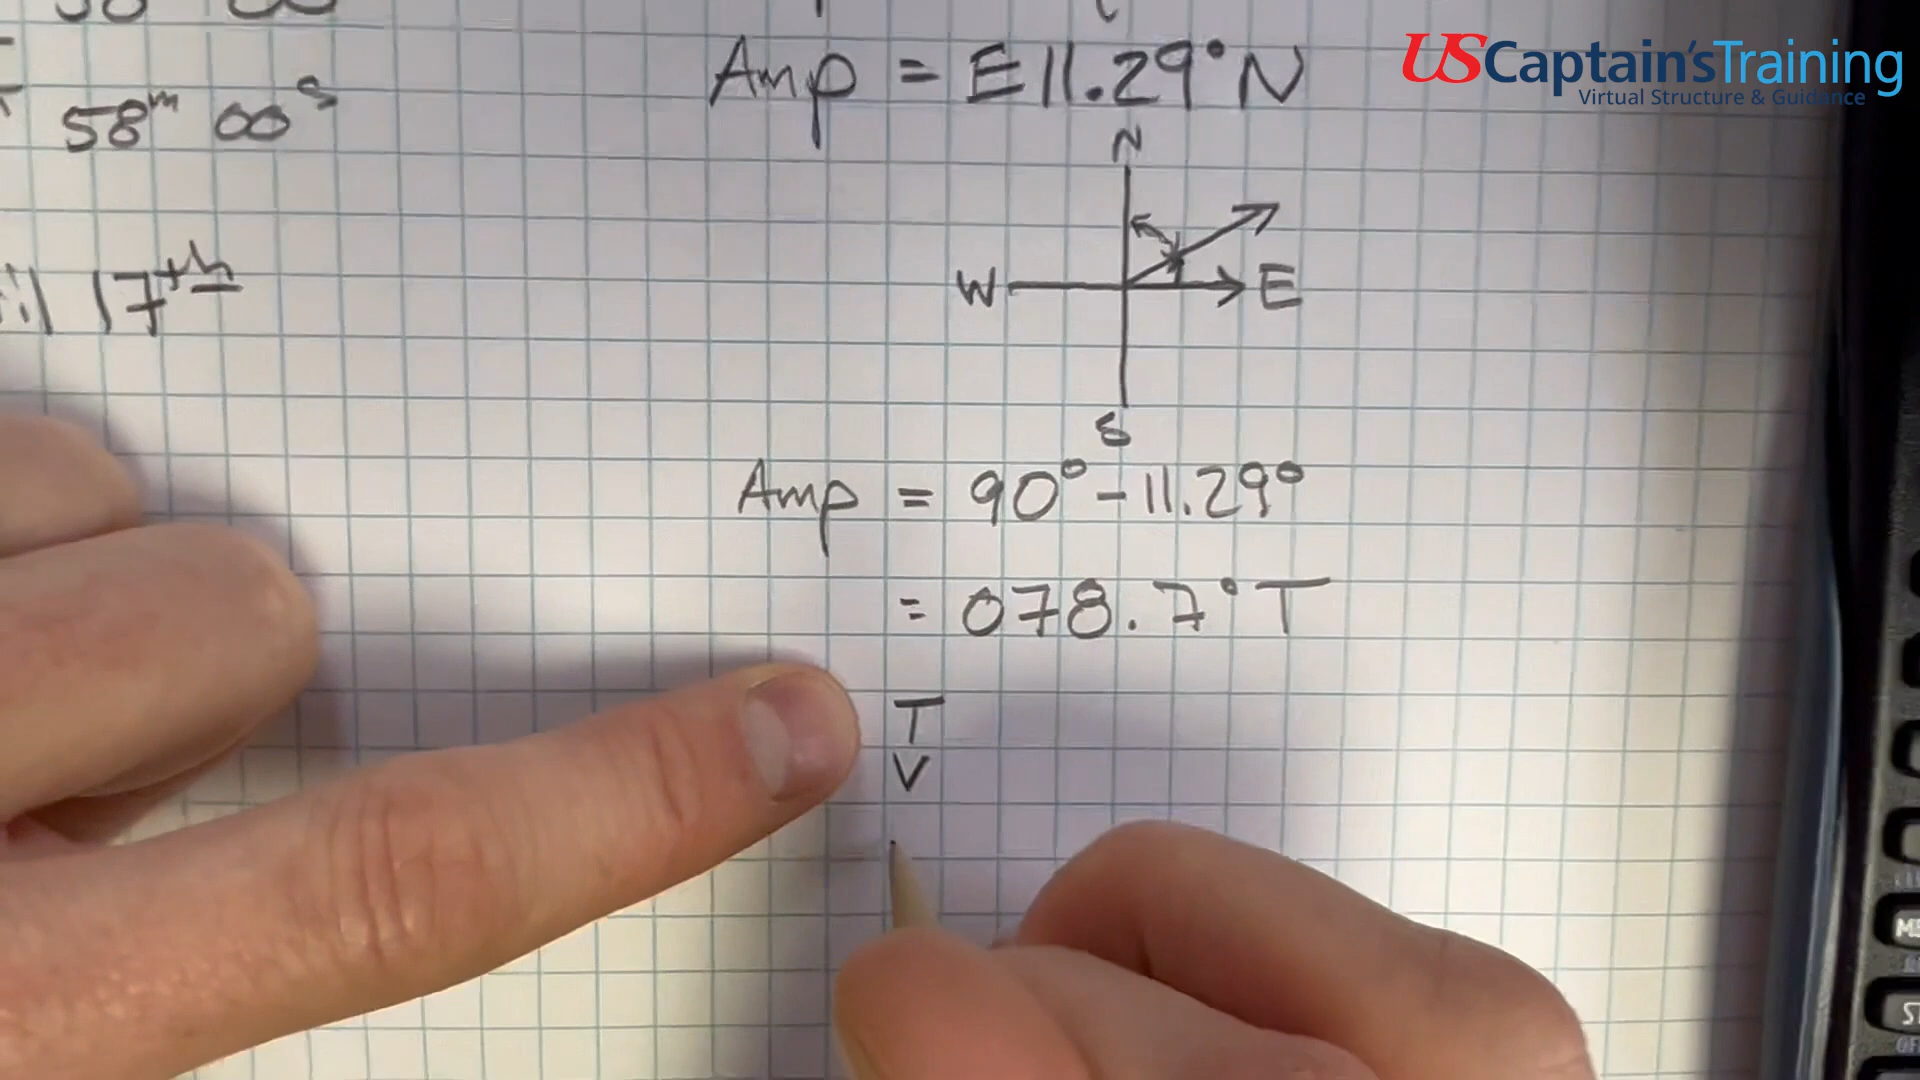 USCaptain'sTraining
Virtual Structure & Guidance
58ᵐ 00ˢ
17ᵗʰ
Amp = E11.29°N
N
W E
S
Amp = 90° - 11.29°
= 078.7° T
T
V